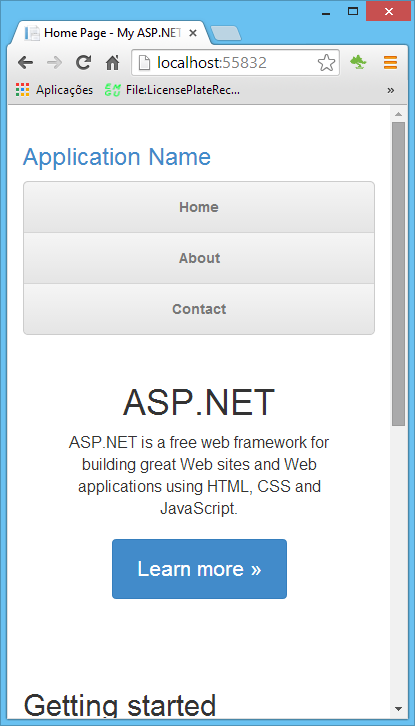 Home Page - My ASP.NET
localhost:55832
Aplicações File:LicensePlateRec... »
Application Name
Home
About
Contact
ASP.NET
ASP.NET is a free web framework for
building great Web sites and Web
applications using HTML, CSS and
JavaScript.
Learn more »
Getting started